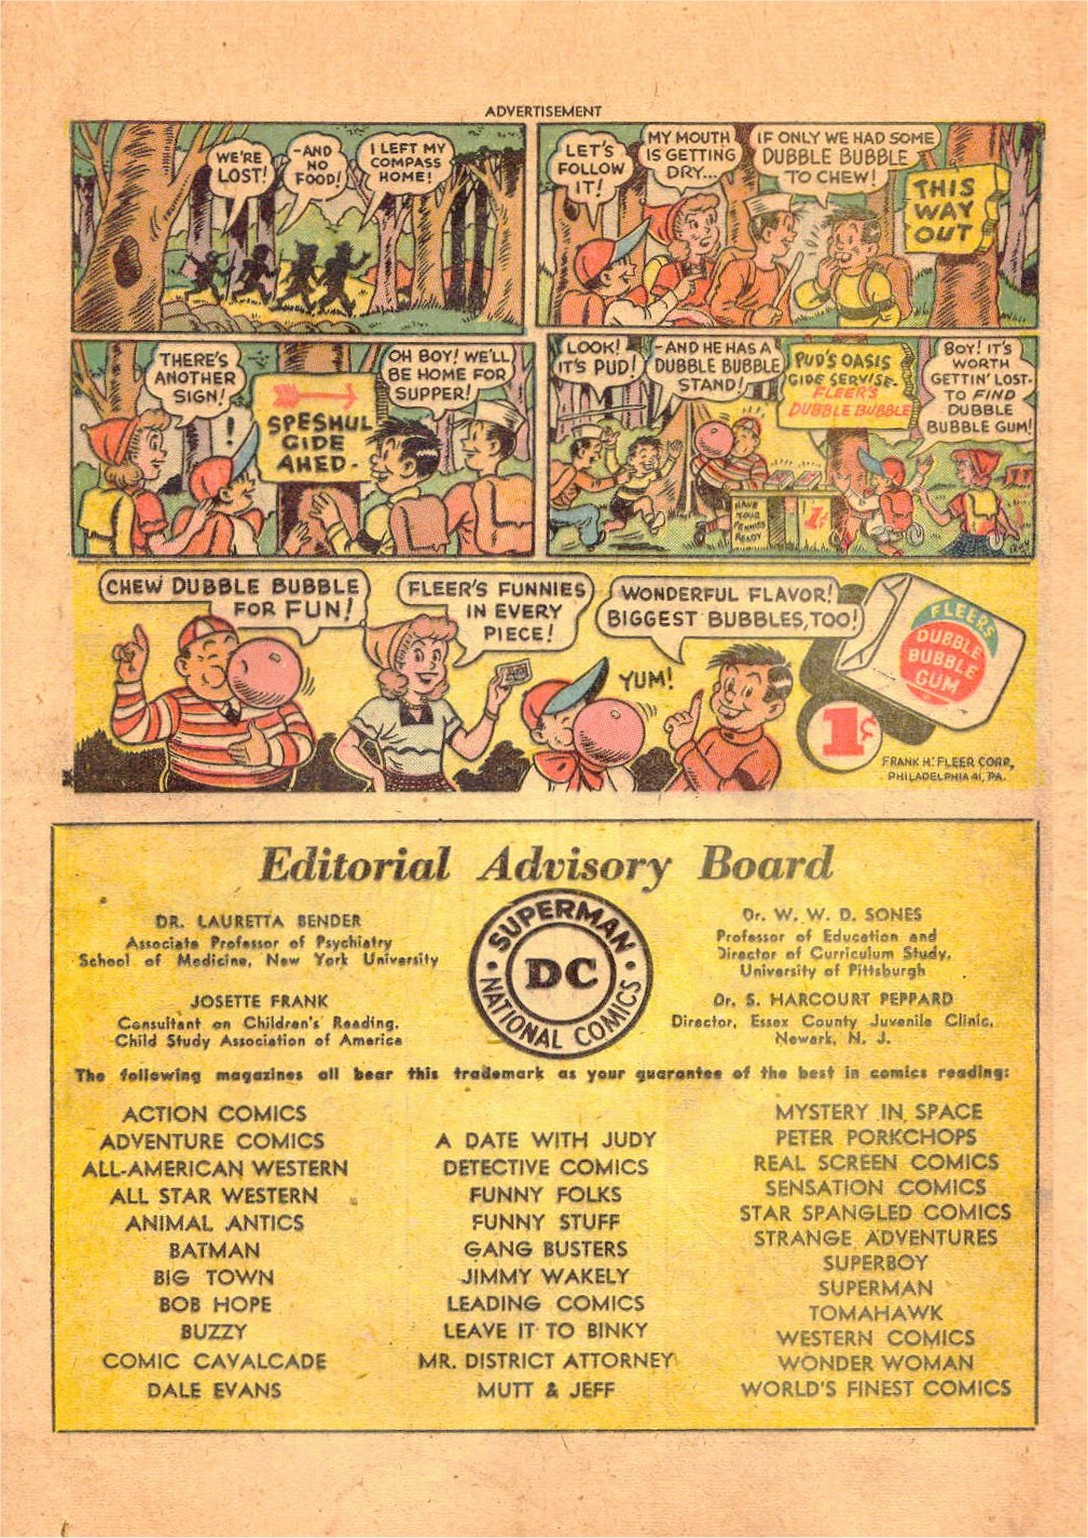 ADVERTISEMENT
WE'RE
LOST!
-AND
NO
FOOD!
I LEFT MY
COMPASS
HOME!
LET'S
FOLLOW
IT!
MY MOUTH
IS GETTING
DRY...
IF ONLY WE HAD SOME
DUBBLE BUBBLE
TO CHEW!
THIS
WAY
OUT
THERE'S
ANOTHER
SIGN!
!
SPESHUL
GIDE
AHED-
OH BOY! WE'LL
BE HOME FOR
SUPPER!
LOOK!
IT'S PUD!
-AND HE HAS A
DUBBLE BUBBLE
STAND!
PUD'S OASIS
GIDE SERVISE-
FLEER'S
DUBBLE BUBBLE
BOY! IT'S
WORTH
GETTIN' LOST-
TO FIND
DUBBLE
BUBBLE GUM!
HAVE
YOUR
PENNIES
REDY
1¢
CHEW DUBBLE BUBBLE
FOR FUN!
FLEER'S FUNNIES
IN EVERY
PIECE!
WONDERFUL FLAVOR!
BIGGEST BUBBLES, TOO!
YUM!
FLEERS
DUBBLE
BUBBLE
GUM
1¢
FRANK H. FLEER CORP,
PHILADELPHIA 41, PA.
Editorial Advisory Board
DR. LAURETTA BENDER
Associate Professor of Psychiatry
School of Medicine, New York University
JOSETTE FRANK
Consultant on Children's Reading,
Child Study Association of America
SUPERMAN
DC
NATIONAL COMICS
Dr. W. W. D. SONES
Professor of Education and
Director of Curriculum Study,
University of Pittsburgh
Dr. S. HARCOURT PEPPARD
Director, Essex County Juvenile Clinic,
Newark, N. J.
The following magazines all bear this trademark as your guarantee of the best in comics reading:
ACTION COMICS
ADVENTURE COMICS
ALL-AMERICAN WESTERN
ALL STAR WESTERN
ANIMAL ANTICS
BATMAN
BIG TOWN
BOB HOPE
BUZZY
COMIC CAVALCADE
DALE EVANS
A DATE WITH JUDY
DETECTIVE COMICS
FUNNY FOLKS
FUNNY STUFF
GANG BUSTERS
JIMMY WAKELY
LEADING COMICS
LEAVE IT TO BINKY
MR. DISTRICT ATTORNEY
MUTT & JEFF
MYSTERY IN SPACE
PETER PORKCHOPS
REAL SCREEN COMICS
SENSATION COMICS
STAR SPANGLED COMICS
STRANGE ADVENTURES
SUPERBOY
SUPERMAN
TOMAHAWK
WESTERN COMICS
WONDER WOMAN
WORLD'S FINEST COMICS